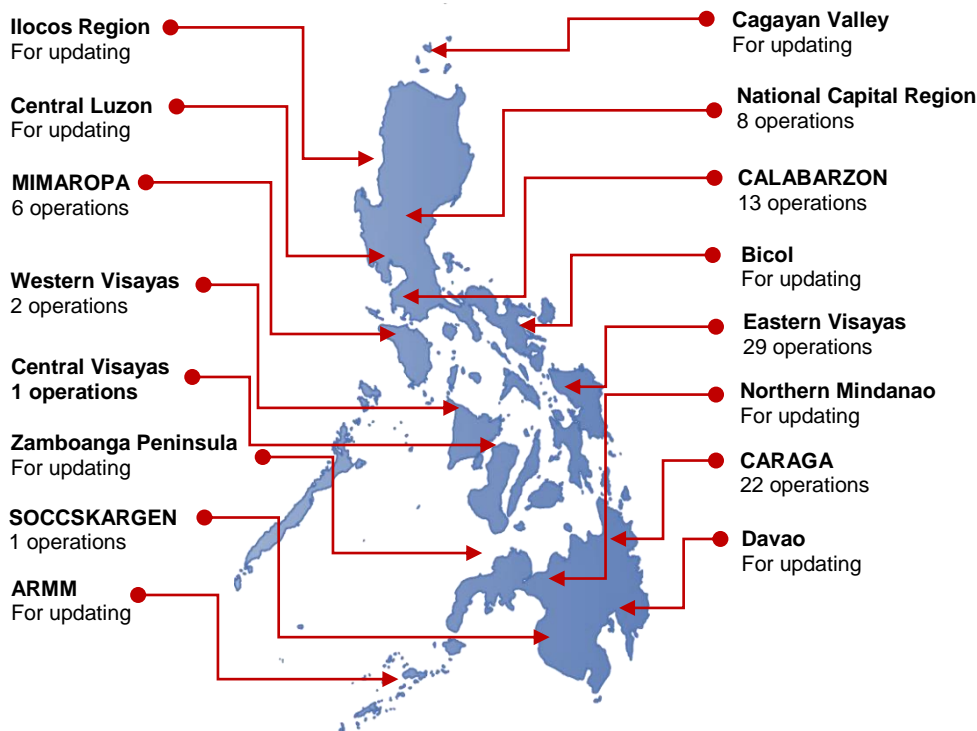 Ilocos Region
For updating
Central Luzon
For updating
MIMAROPA
6 operations
Western Visayas
2 operations
Central Visayas
1 operations
Zamboanga Peninsula
For updating
SOCCSKARGEN
1 operations
ARMM
For updating
Cagayan Valley
For updating
National Capital Region
8 operations
CALABARZON
13 operations
Bicol
For updating
Eastern Visayas
29 operations
Northern Mindanao
For updating
CARAGA
22 operations
Davao
For updating